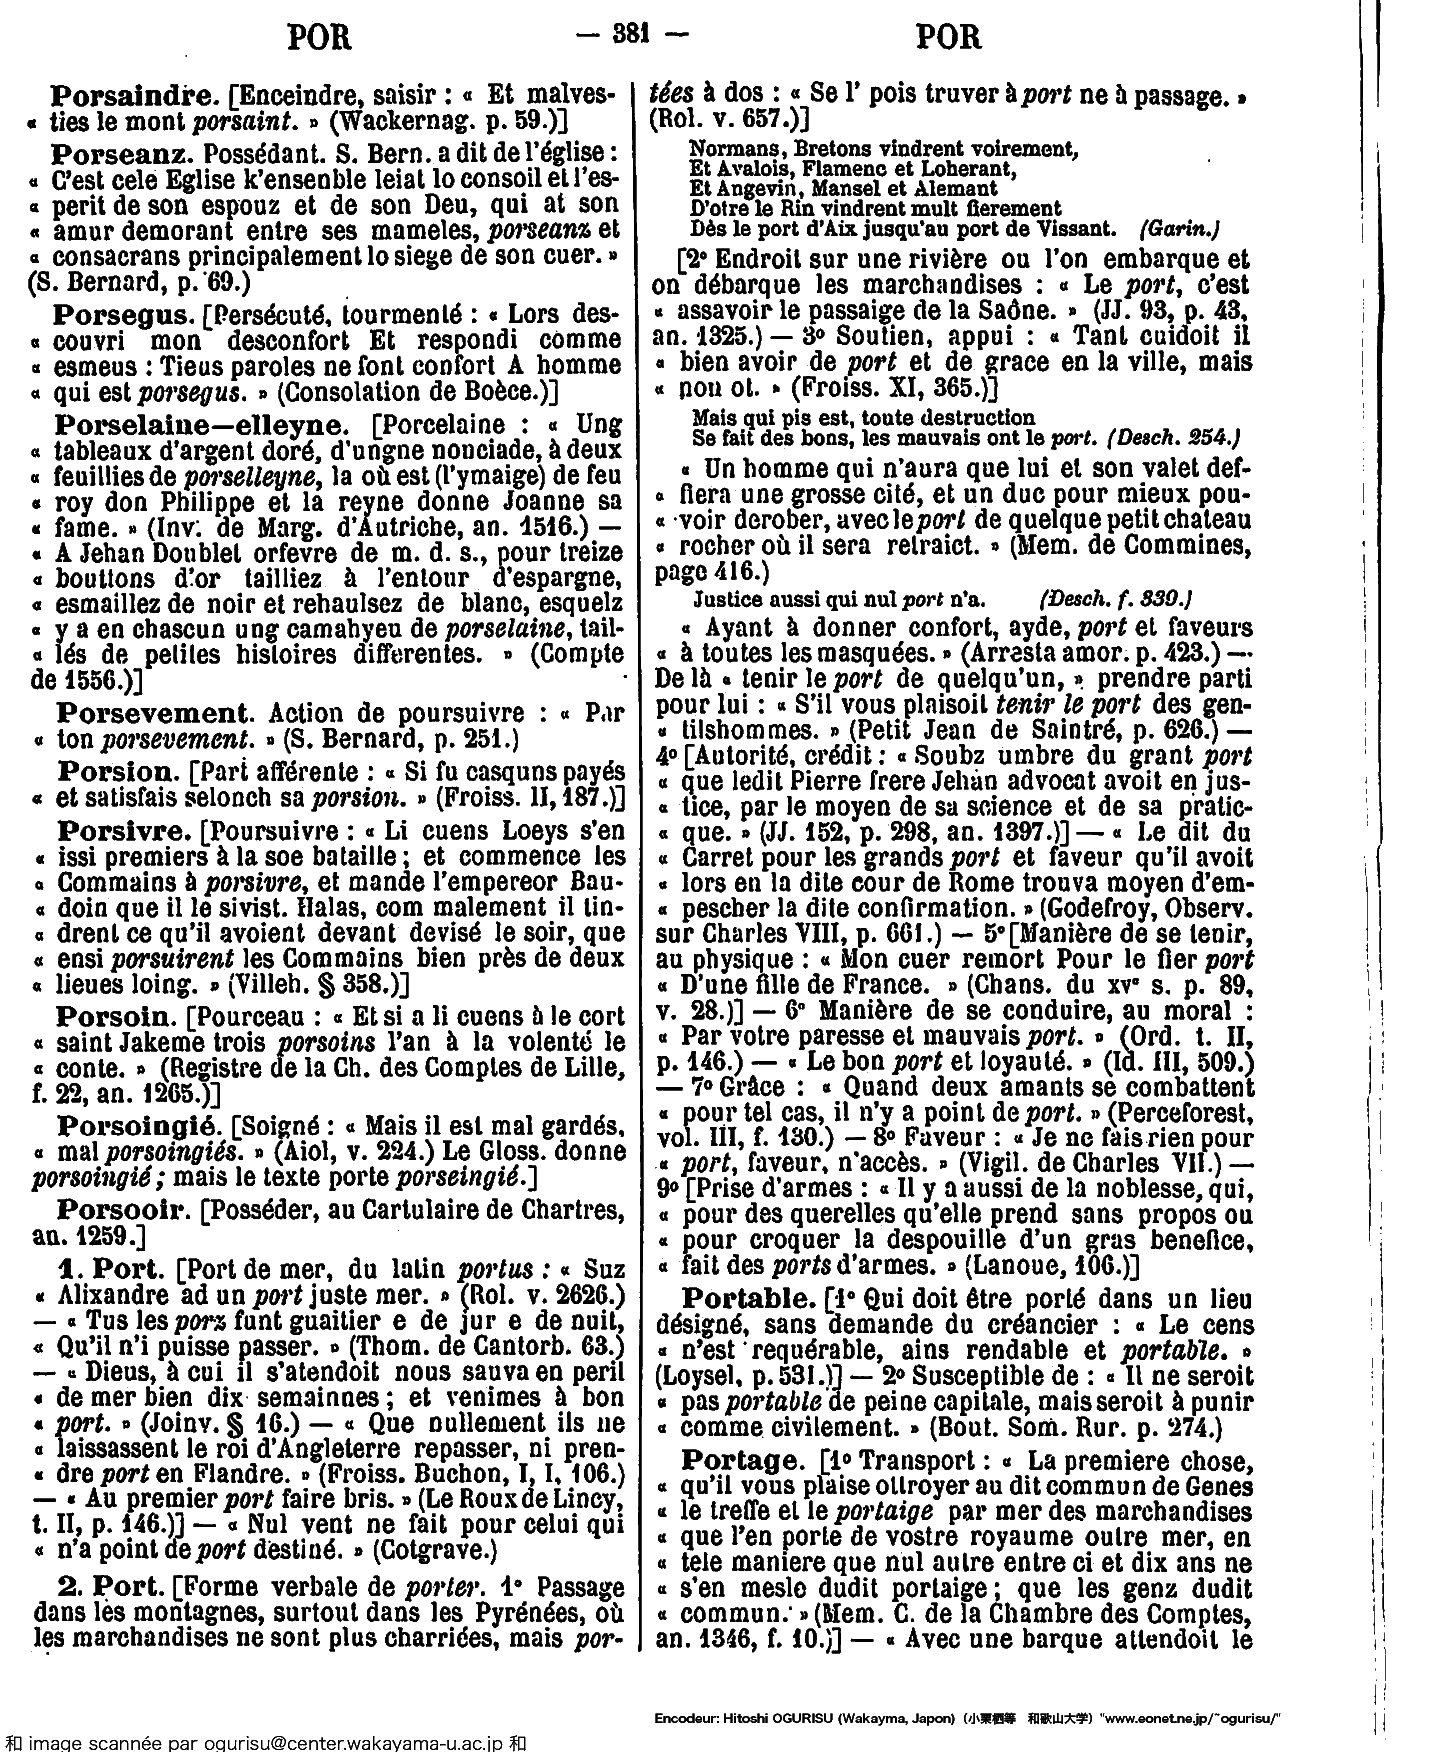 POR — 381 — POR
Porsaindre. [Enceindre, saisir : « Et malves-
« ties le mont porsaint. » (Wackernag. p. 59.)]
Porseanz. Possédant. S. Bern. a dit de l'église :
« C'est cele Eglise k'ensenble leiat lo consoil et l'es-
« perit de son espouz et de son Deu, qui at son
« amur demorant entre ses mameles, porseanz et
« consacrans principalement lo siege de son cuer. »
(S. Bernard, p. 69.)
Porsegus. [Persécuté, tourmenté : « Lors des-
« couvri mon desconfort Et respondi comme
« esmeus : Tieus paroles ne font confort A homme
« qui est porsegus. » (Consolation de Boèce.)]
Porselaine—elleyne. [Porcelaine : « Ung
« tableaux d'argent doré, d'ungne nonciade, à deux
« feuillies de porselleyne, la où est (l'ymaige) de feu
« roy don Philippe et la reyne donne Joanne sa
« fame. » (Inv. de Marg. d'Autriche, an. 1516.) —
« A Jehan Doublet orfevre de m. d. s., pour treize
« bouttons d'or tailliez à l'entour d'espargne,
« esmaillez de noir et rehaulsez de blanc, esquelz
« y a en chascun ung camahyeu de porselaine, tail-
« lés de petites histoires differentes. » (Compte
de 1556.)]
Porsevement. Action de poursuivre : « Par
« ton porsevement. » (S. Bernard, p. 251.)
Porsion. [Part afférente : « Si fu casquns payés
« et satisfais selonch sa porsion. » (Froiss. II, 187.)]
Porsivre. [Poursuivre : « Li cuens Loeys s'en
« issi premiers à la soe bataille ; et commence les
« Commains à porsivre, et mande l'empereor Bau-
« doin que il le sivist. Halas, com malement il tin-
« drent ce qu'il avoient devant devisé le soir, que
« ensi porsuirent les Commains bien près de deux
« lieues loing. » (Villeh. § 358.)]
Porsoin. [Pourceau : « Et si a li cuens à le cort
« saint Jakeme trois porsoins l'an à la volenté le
« conte. » (Registre de la Ch. des Comptes de Lille,
f. 22, an. 1265.)]
Porsoingié. [Soigné : « Mais il est mal gardés,
« mal porsoingiés. » (Aiol, v. 224.) Le Gloss. donne
porsoingié ; mais le texte porte porseingié.]
Porsooir. [Posséder, au Cartulaire de Chartres,
an. 1259.]
1. Port. [Port de mer, du latin portus : « Suz
« Alixandre ad un port juste mer. » (Rol. v. 2626.)
— « Tus les porz funt guaitier e de jur e de nuit,
« Qu'il n'i puisse passer. » (Thom. de Cantorb. 63.)
— « Dieus, à cui il s'atendoit nous sauva en peril
« de mer bien dix semainnes ; et venimes à bon
« port. » (Joinv. § 16.) — « Que nullement ils ne
« laissassent le roi d'Angleterre repasser, ni pren-
« dre port en Flandre. » (Froiss. Buchon, I, I, 106.)
— « Au premier port faire bris. » (Le Roux de Lincy,
t. II, p. 146.)] — « Nul vent ne fait pour celui qui
« n'a point de port destiné. » (Cotgrave.)
2. Port. [Forme verbale de porter. 1° Passage
dans les montagnes, surtout dans les Pyrénées, où
les marchandises ne sont plus charriées, mais por-
tées à dos : « Se l' pois truver à port ne à passage. »
(Rol. v. 657.)]
Normans, Bretons vindrent voirement,
Et Avalois, Flamenc et Loherant,
Et Angevin, Mansel et Alemant
D'otre le Rin vindrent mult fierement
Dès le port d'Aix jusqu'au port de Vissant. (Garin.)
[2° Endroit sur une rivière ou l'on embarque et
on débarque les marchandises : « Le port, c'est
« assavoir le passaige de la Saône. » (JJ. 93, p. 43,
an. 1325.) — 3° Soutien, appui : « Tant cuidoit il
« bien avoir de port et de grace en la ville, mais
« non ot. » (Froiss. XI, 365.)]
Mais qui pis est, toute destruction
Se fait des bons, les mauvais ont le port. (Desch. 254.)
« Un homme qui n'aura que lui et son valet def-
« fiera une grosse cité, et un duc pour mieux pou-
« voir derober, avec le port de quelque petit chateau
« rocher où il sera retraict. » (Mem. de Commines,
page 416.)
Justice aussi qui nul port n'a. (Desch. f. 339.)
« Ayant à donner confort, ayde, port et faveurs
« à toutes les masquées. » (Arresta amor. p. 423.) —
De là « tenir le port de quelqu'un, » prendre parti
pour lui : « S'il vous plaisoit tenir le port des gen-
« tilshommes. » (Petit Jean de Saintré, p. 626.) —
4° [Autorité, crédit : « Soubz umbre du grant port
« que ledit Pierre frere Jehan advocat avoit en jus-
« tice, par le moyen de sa science et de sa pratic-
« que. » (JJ. 152, p. 298, an. 1397.)] — « Le dit du
« Carret pour les grands port et faveur qu'il avoit
« lors en la dite cour de Rome trouva moyen d'em-
« pescher la dite confirmation. » (Godefroy, Observ.
sur Charles VIII, p. 661.) — 5° [Manière de se tenir,
au physique : « Mon cuer remort Pour le fier port
« D'une fille de France. » (Chans. du xve s. p. 89,
v. 28.)] — 6° Manière de se conduire, au moral :
« Par votre paresse et mauvais port. » (Ord. t. II,
p. 146.) — « Le bon port et loyauté. » (Id. III, 509.)
— 7° Grâce : « Quand deux amants se combattent
« pour tel cas, il n'y a point de port. » (Perceforest,
vol. III, f. 130.) — 8° Faveur : « Je ne fais rien pour
« port, faveur, n'accès. » (Vigil. de Charles VII.) —
9° [Prise d'armes : « Il y a aussi de la noblesse, qui,
« pour des querelles qu'elle prend sans propos ou
« pour croquer la despouille d'un gras benefice,
« fait des ports d'armes. » (Lanoue, 106.)]
Portable. [1° Qui doit être porté dans un lieu
désigné, sans demande du créancier : « Le cens
« n'est requérable, ains rendable et portable. »
(Loysel, p. 531.)] — 2° Susceptible de : « Il ne seroit
« pas portable de peine capitale, mais seroit à punir
« comme civilement. » (Bout. Som. Rur. p. 274.)
Portage. [1° Transport : « La premiere chose,
« qu'il vous plaise ottroyer au dit commun de Genes
« le treffe et le portaige par mer des marchandises
« que l'en porte de vostre royaume outre mer, en
« tele maniere que nul autre entre ci et dix ans ne
« s'en mesle dudit portaige ; que les genz dudit
« commun. » (Mem. C. de la Chambre des Comptes,
an. 1346, f. 10.)] — « Avec une barque attendoit le
Encodeur: Hitoshi OGURISU (Wakayma, Japon) (小栗栖等 和歌山大学) "www.eonet.ne.jp/~ogurisu/"
和 image scannée par ogurisu@center.wakayama-u.ac.jp 和